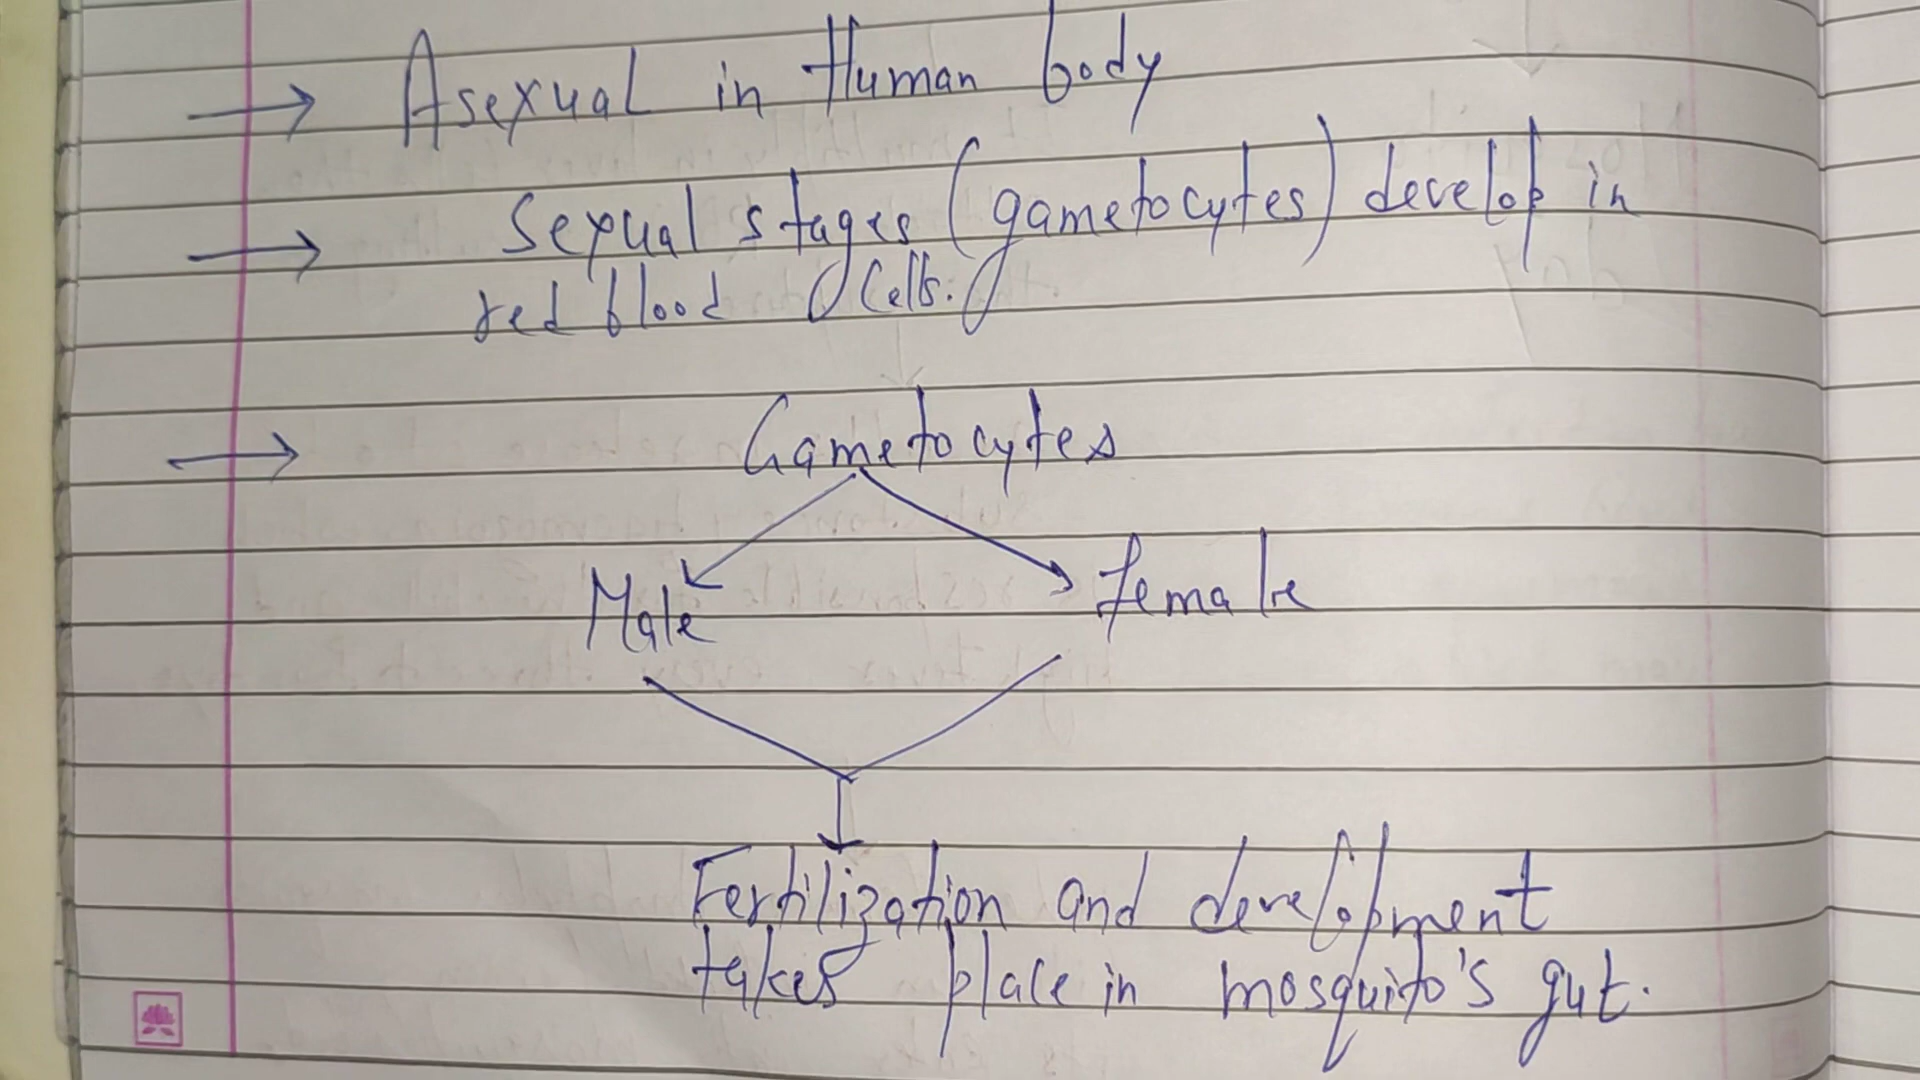 → Asexual in Human body
→ Sexual stages (gametocytes) develop in
red blood Cells.
→ Gametocytes
Male female
Fertilization and development
takes place in mosquito's gut.